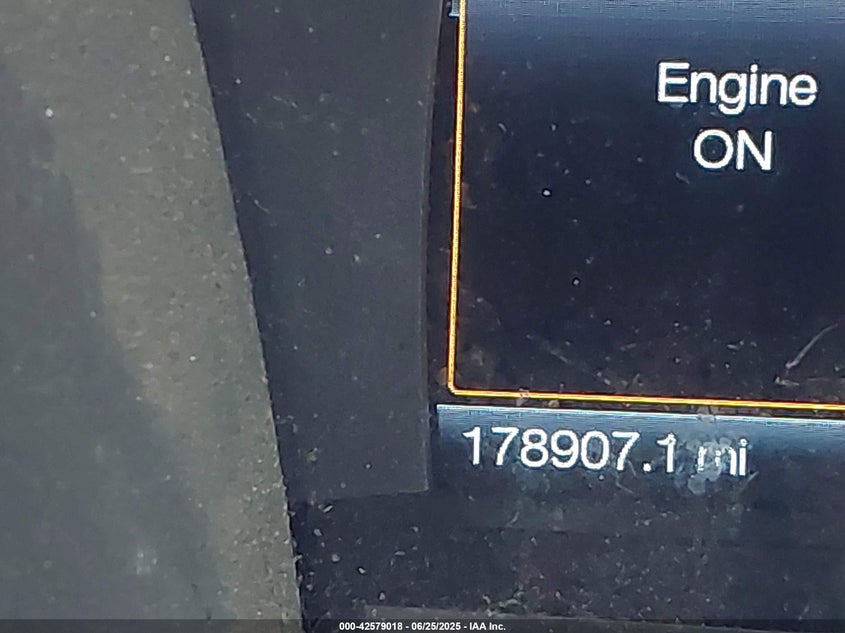 Engine
ON
178907.1 mi
000-42579018 - 06/25/2025 - IAA Inc.